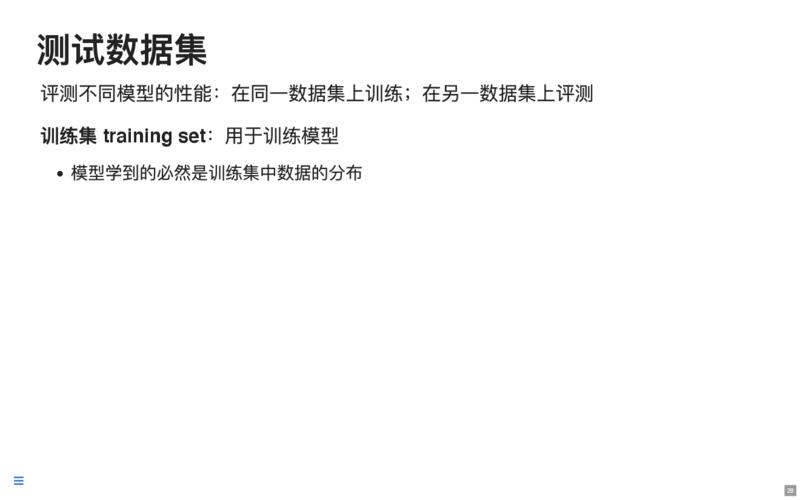 测试数据集
评测不同模型的性能：在同一数据集上训练；在另一数据集上评测
训练集 training set：用于训练模型
• 模型学到的必然是训练集中数据的分布
28